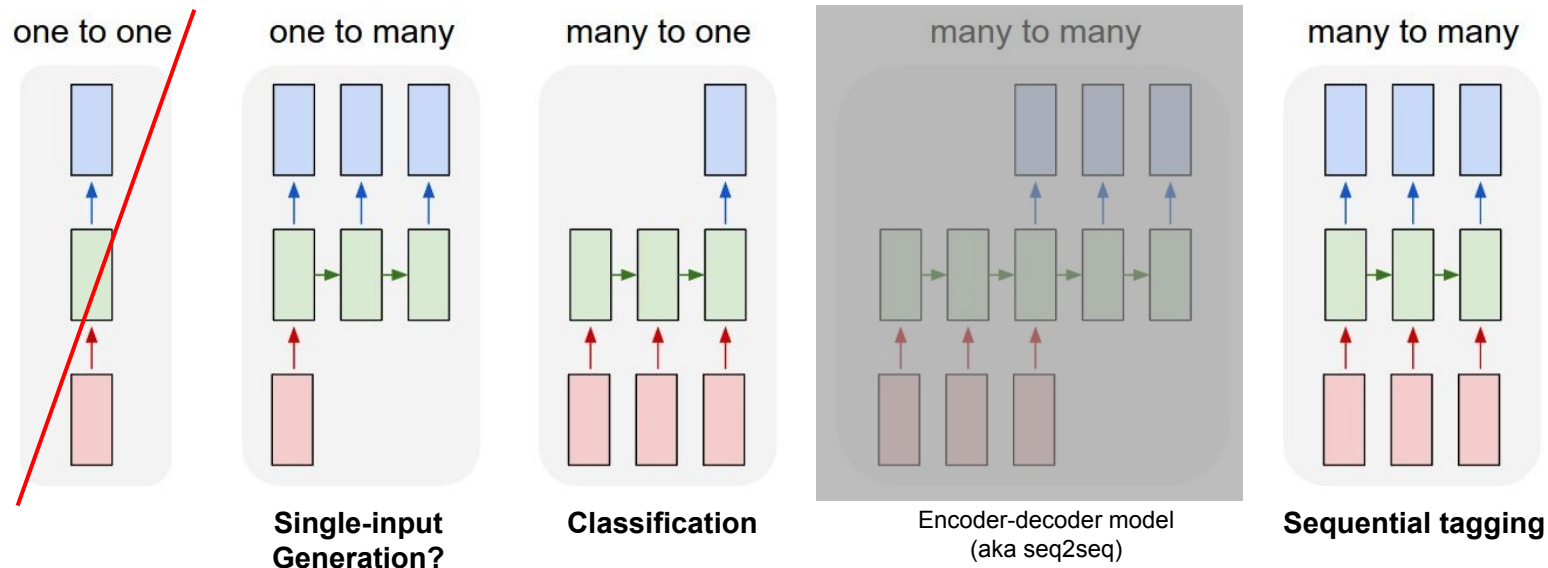 one to one
one to many
many to one
many to many
many to many
Single-input
Generation?
Classification
Encoder-decoder model
(aka seq2seq)
Sequential tagging